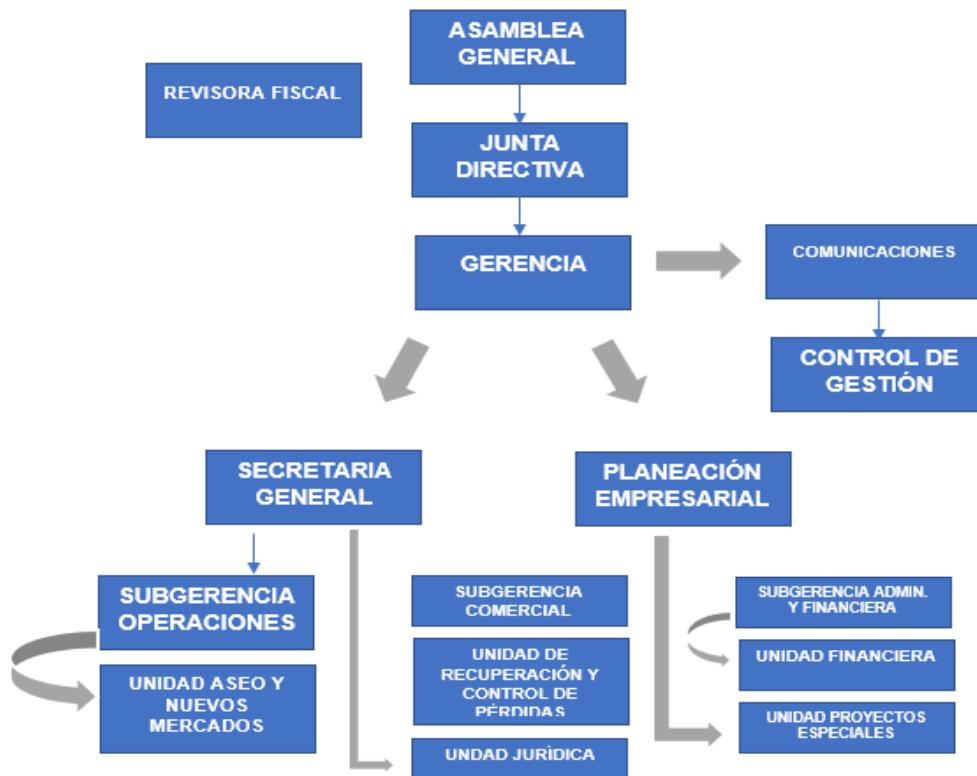 ASAMBLEA
GENERAL
REVISORA FISCAL
JUNTA
DIRECTIVA
GERENCIA
COMUNICACIONES
CONTROL DE
GESTIÓN
SECRETARIA
GENERAL
PLANEACIÓN
EMPRESARIAL
SUBGERENCIA
OPERACIONES
UNIDAD ASEO Y
NUEVOS
MERCADOS
SUBGERENCIA
COMERCIAL
UNIDAD DE
RECUPERACIÓN Y
CONTROL DE
PÉRDIDAS
UNDAD JURÌDICA
SUBGERENCIA ADMIN.
Y FINANCIERA
UNIDAD FINANCIERA
UNIDAD PROYECTOS
ESPECIALES